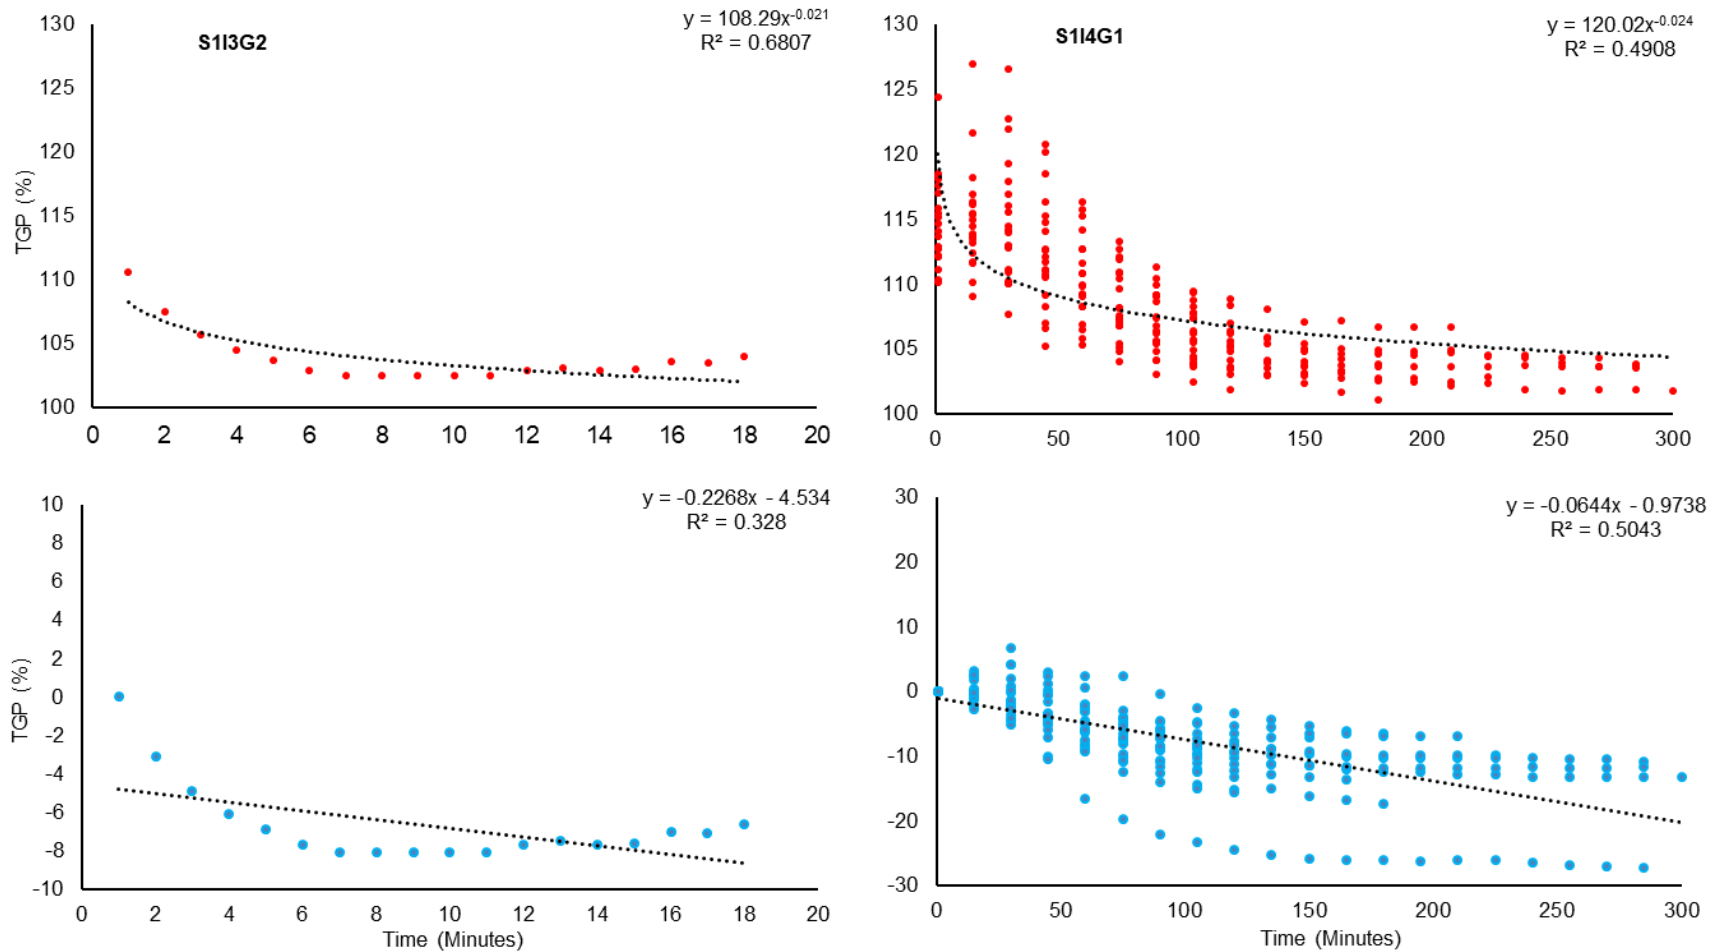 130
125
120
115
110
105
100
TGP (%)
S1I3G2
y = 108.29x^-0.021
R² = 0.6807
0 2 4 6 8 10 12 14 16 18 20
130
125
120
115
110
105
100
S1I4G1
y = 120.02x^-0.024
R² = 0.4908
0 50 100 150 200 250 300
10
8
6
4
2
0
-2
-4
-6
-8
-10
TGP (%)
y = -0.2268x - 4.534
R² = 0.328
0 2 4 6 8 10 12 14 16 18 20
Time (Minutes)
30
20
10
0
-10
-20
-30
y = -0.0644x - 0.9738
R² = 0.5043
0 50 100 150 200 250 300
Time (Minutes)